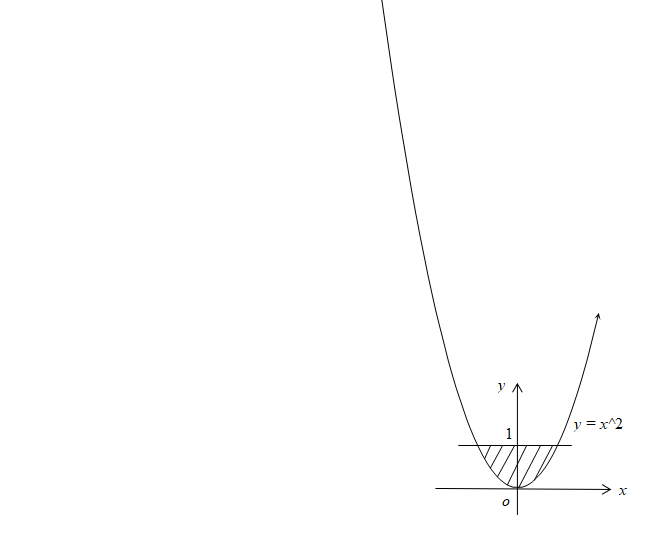 y
y = x^2
1
x
o